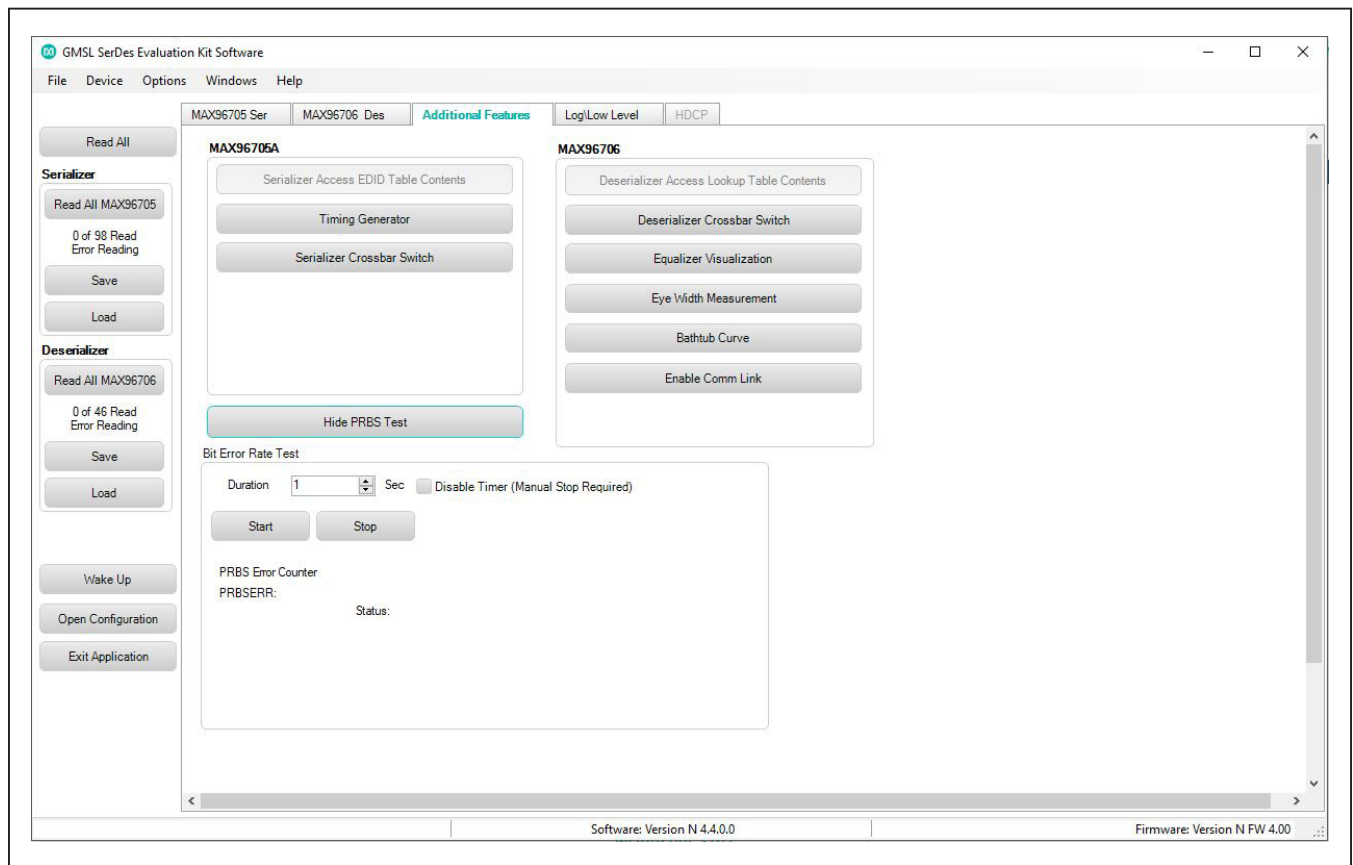 GMSL SerDes Evaluation Kit Software
File Device Options Windows Help
MAX96705 Ser MAX96706 Des Additional Features Log\Low Level HDCP
Read All
Serializer
Read All MAX96705
0 of 98 Read
Error Reading
Save
Load
Deserializer
Read All MAX96706
0 of 46 Read
Error Reading
Save
Load
Wake Up
Open Configuration
Exit Application
MAX96705A
Serializer Access EDID Table Contents
Timing Generator
Serializer Crossbar Switch
MAX96706
Deserializer Access Lookup Table Contents
Deserializer Crossbar Switch
Equalizer Visualization
Eye Width Measurement
Bathtub Curve
Enable Comm Link
Hide PRBS Test
Bit Error Rate Test
Duration 1 Sec Disable Timer (Manual Stop Required)
Start Stop
PRBS Error Counter
PRBSERR:
Status:
Software: Version N 4.4.0.0 Firmware: Version N FW 4.00